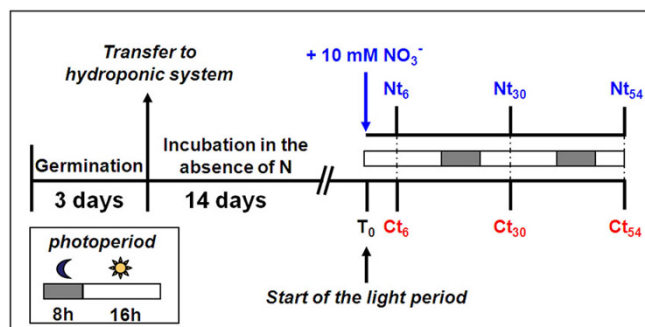 Transfer to
hydroponic system
+ 10 mM NO₃⁻
Nt₆ Nt₃₀ Nt₅₄
Germination
Incubation in the
absence of N
3 days 14 days
T₀ Ct₆ Ct₃₀ Ct₅₄
photoperiod
8h 16h
Start of the light period